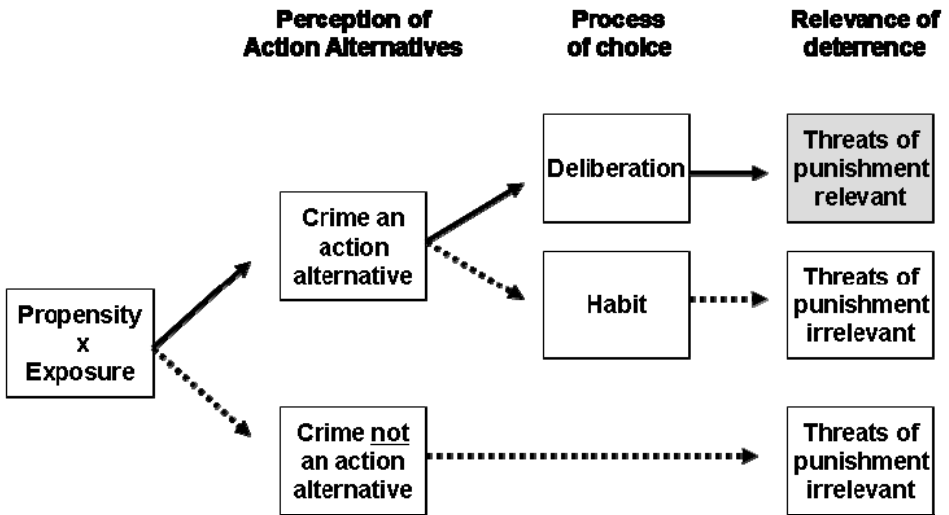 Perception of
Action Alternatives
Process
of choice
Relevance of
deterrence
Propensity
x
Exposure
Crime an
action
alternative
Deliberation
Threats of
punishment
relevant
Habit
Threats of
punishment
irrelevant
Crime not
an action
alternative
Threats of
punishment
irrelevant